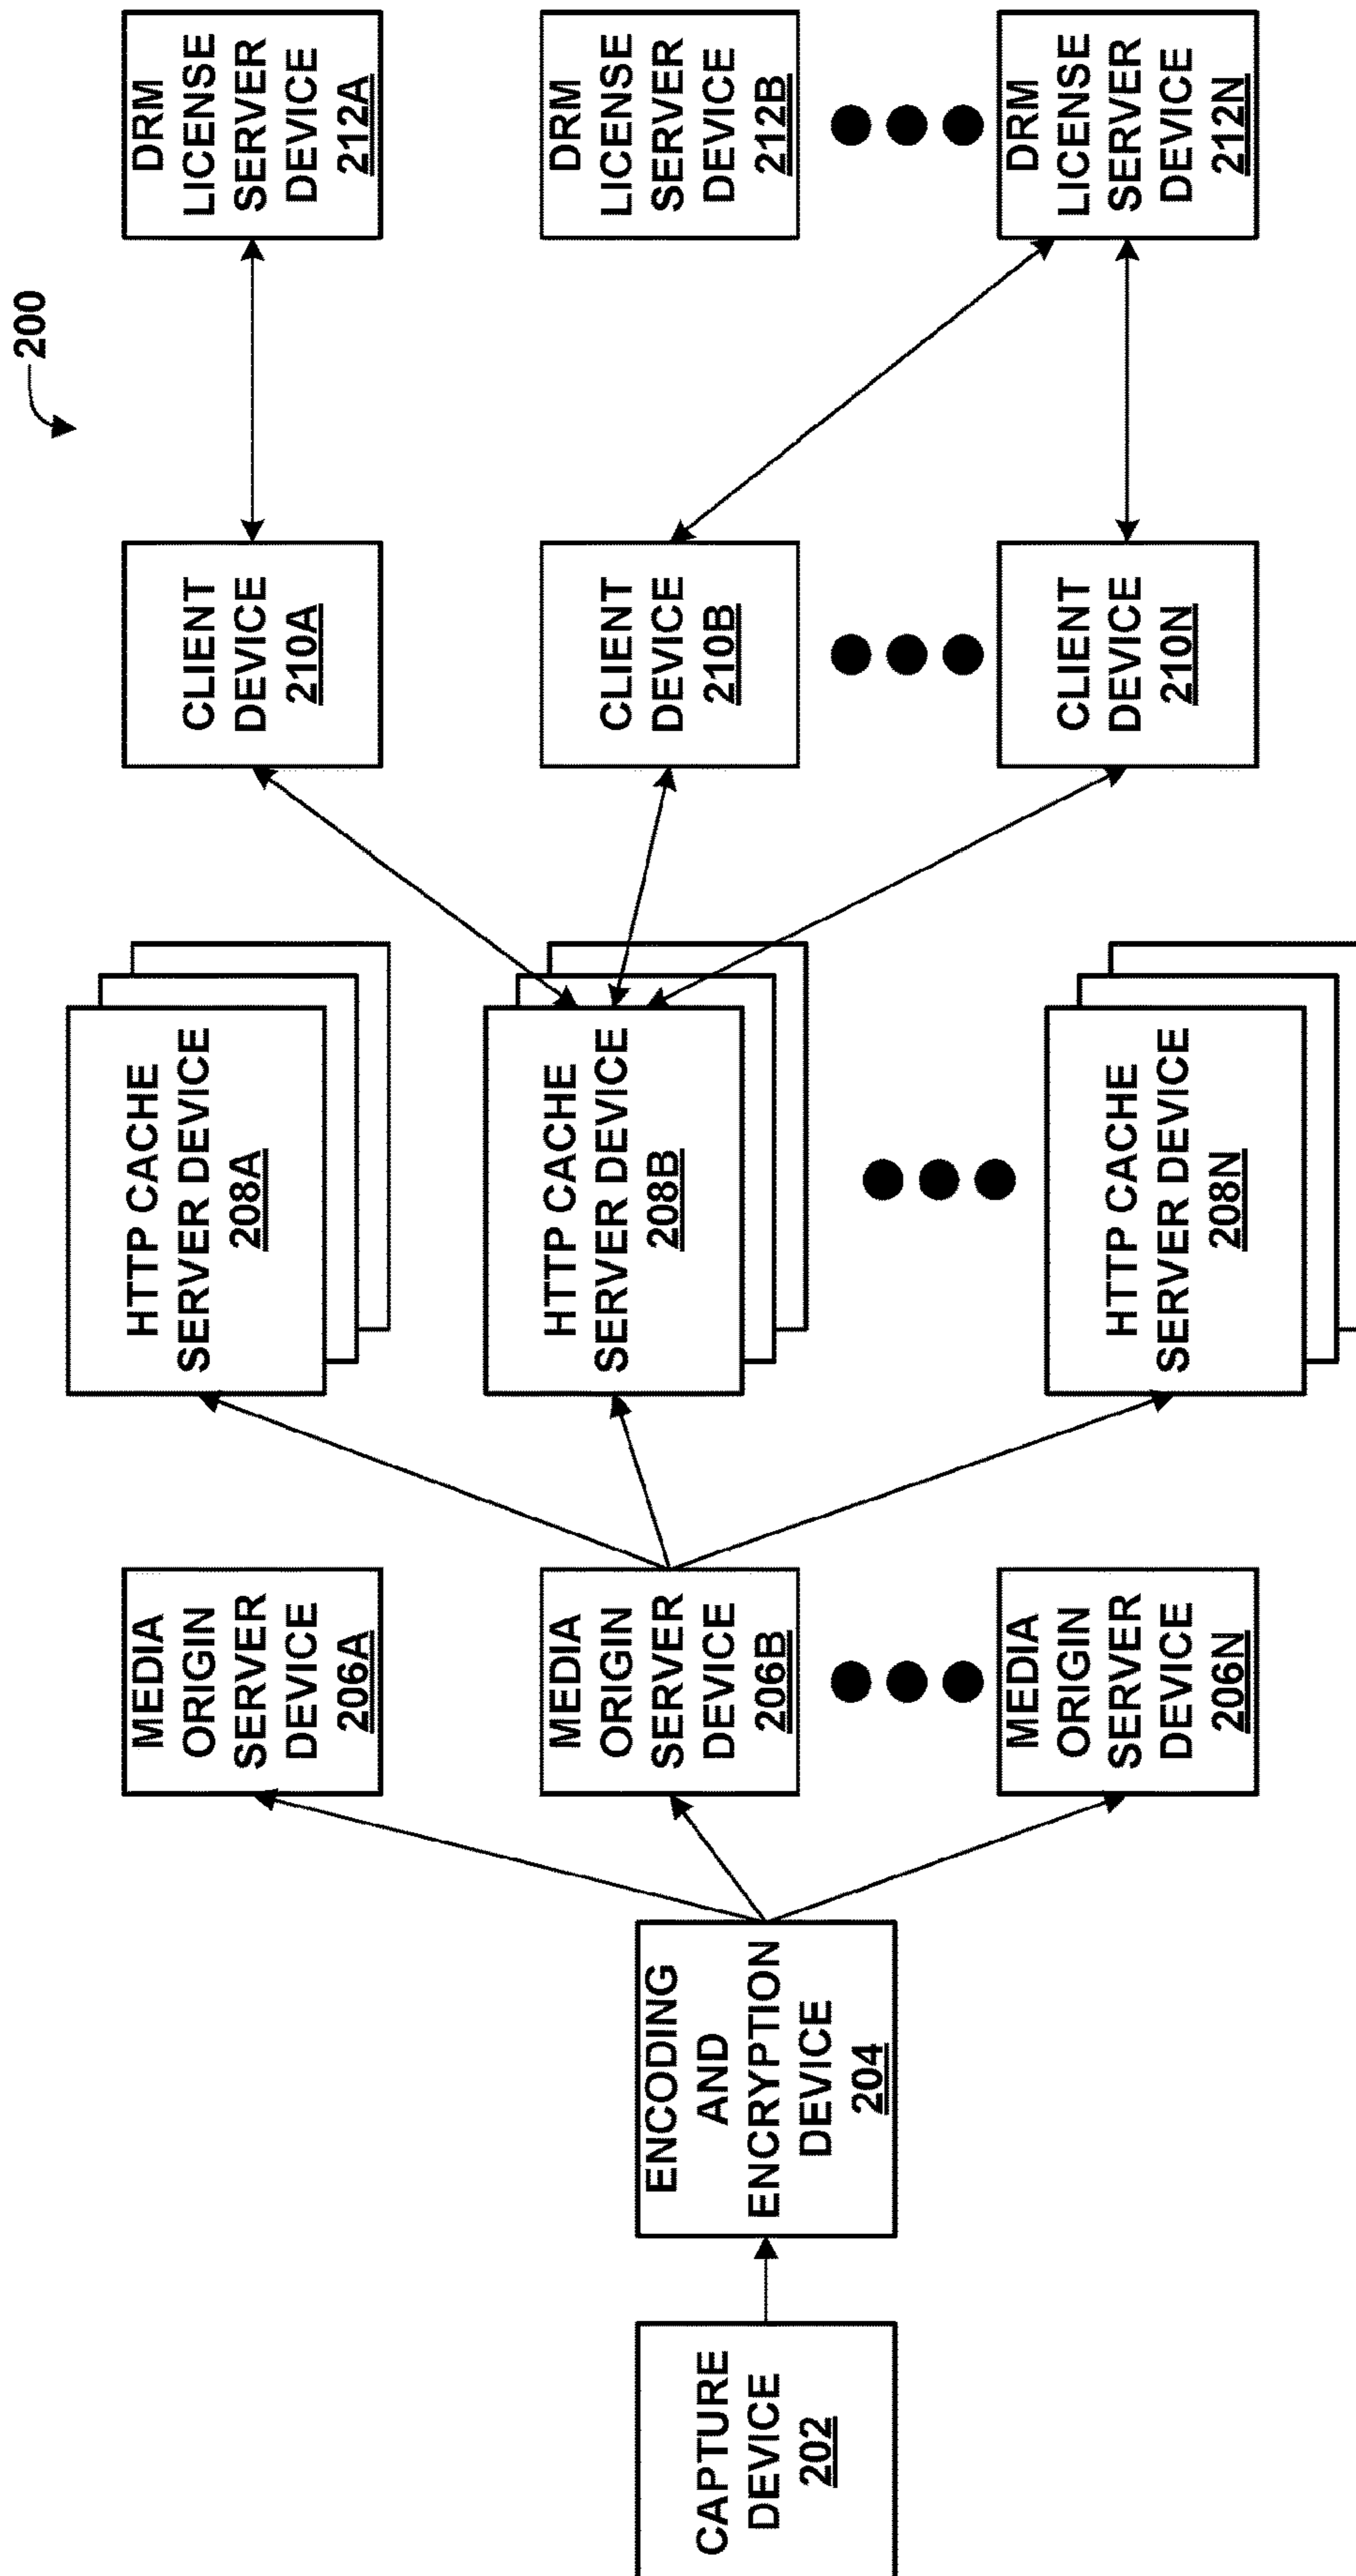 200
CAPTURE
DEVICE
202
ENCODING
AND
ENCRYPTION
DEVICE
204
MEDIA
ORIGIN
SERVER
DEVICE
206A
MEDIA
ORIGIN
SERVER
DEVICE
206B
MEDIA
ORIGIN
SERVER
DEVICE
206N
HTTP CACHE
SERVER DEVICE
208A
HTTP CACHE
SERVER DEVICE
208B
HTTP CACHE
SERVER DEVICE
208N
CLIENT
DEVICE
210A
CLIENT
DEVICE
210B
CLIENT
DEVICE
210N
DRM
LICENSE
SERVER
DEVICE
212A
DRM
LICENSE
SERVER
DEVICE
212B
DRM
LICENSE
SERVER
DEVICE
212N